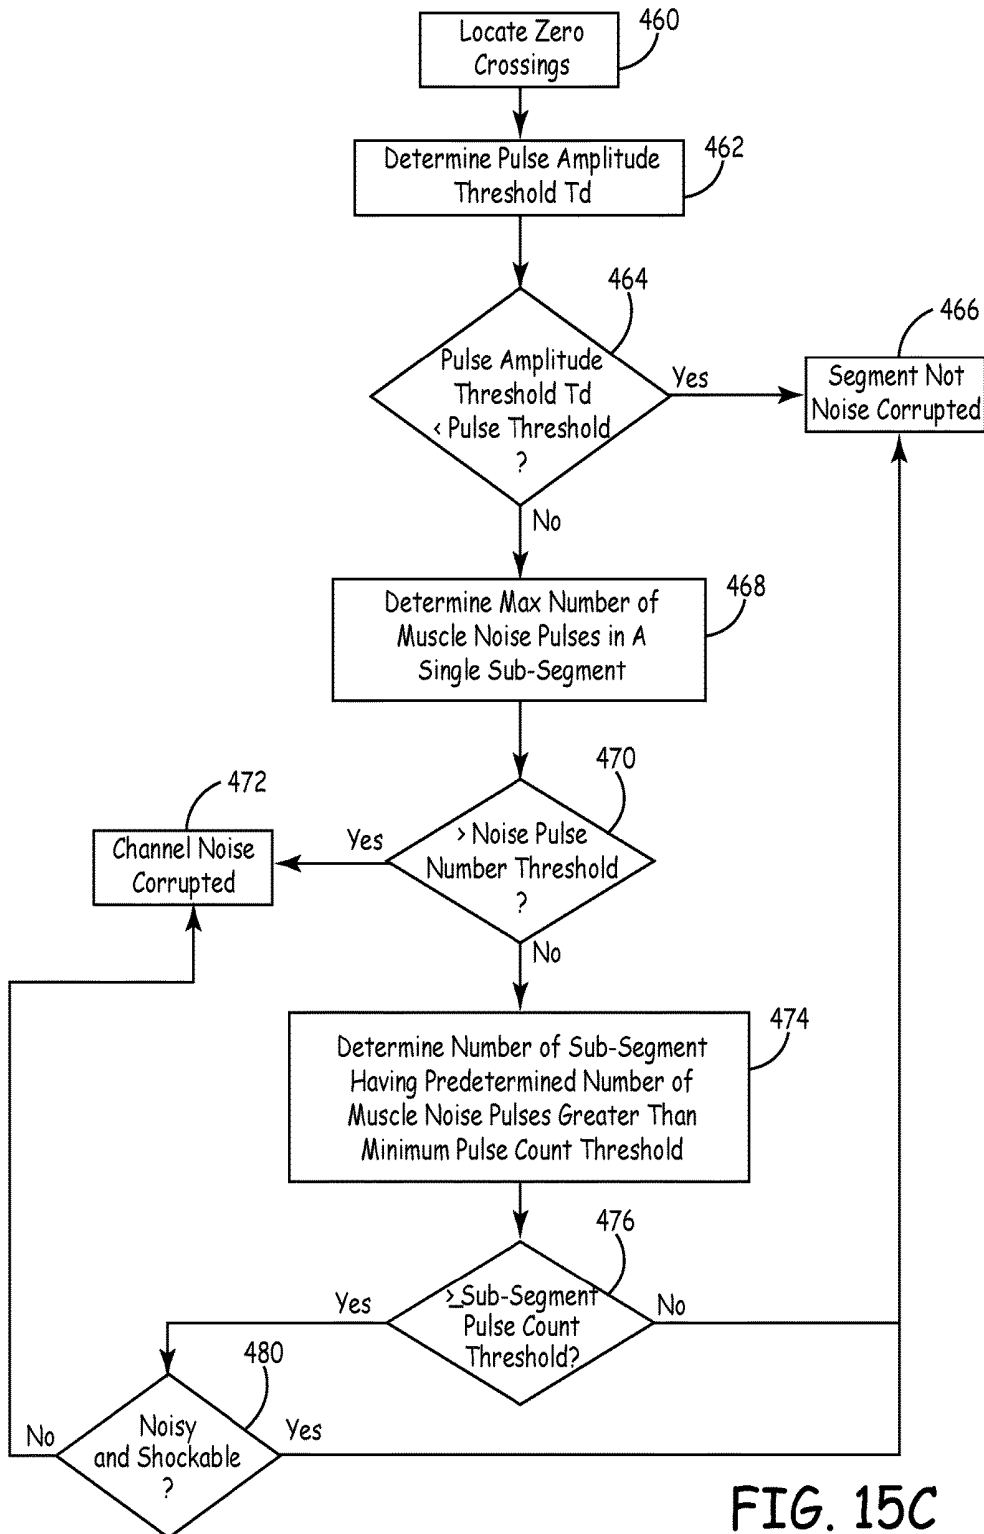 Locate Zero
Crossings
460
Determine Pulse Amplitude
Threshold Td
462
464
Pulse Amplitude
Threshold Td
< Pulse Threshold
?
Yes
No
466
Segment Not
Noise Corrupted
Determine Max Number of
Muscle Noise Pulses in A
Single Sub-Segment
468
470
> Noise Pulse
Number Threshold
?
Yes
No
472
Channel Noise
Corrupted
Determine Number of Sub-Segment
Having Predetermined Number of
Muscle Noise Pulses Greater Than
Minimum Pulse Count Threshold
474
476
≥ Sub-Segment
Pulse Count
Threshold?
Yes
No
480
Noisy
and Shockable
?
No
Yes
FIG. 15C